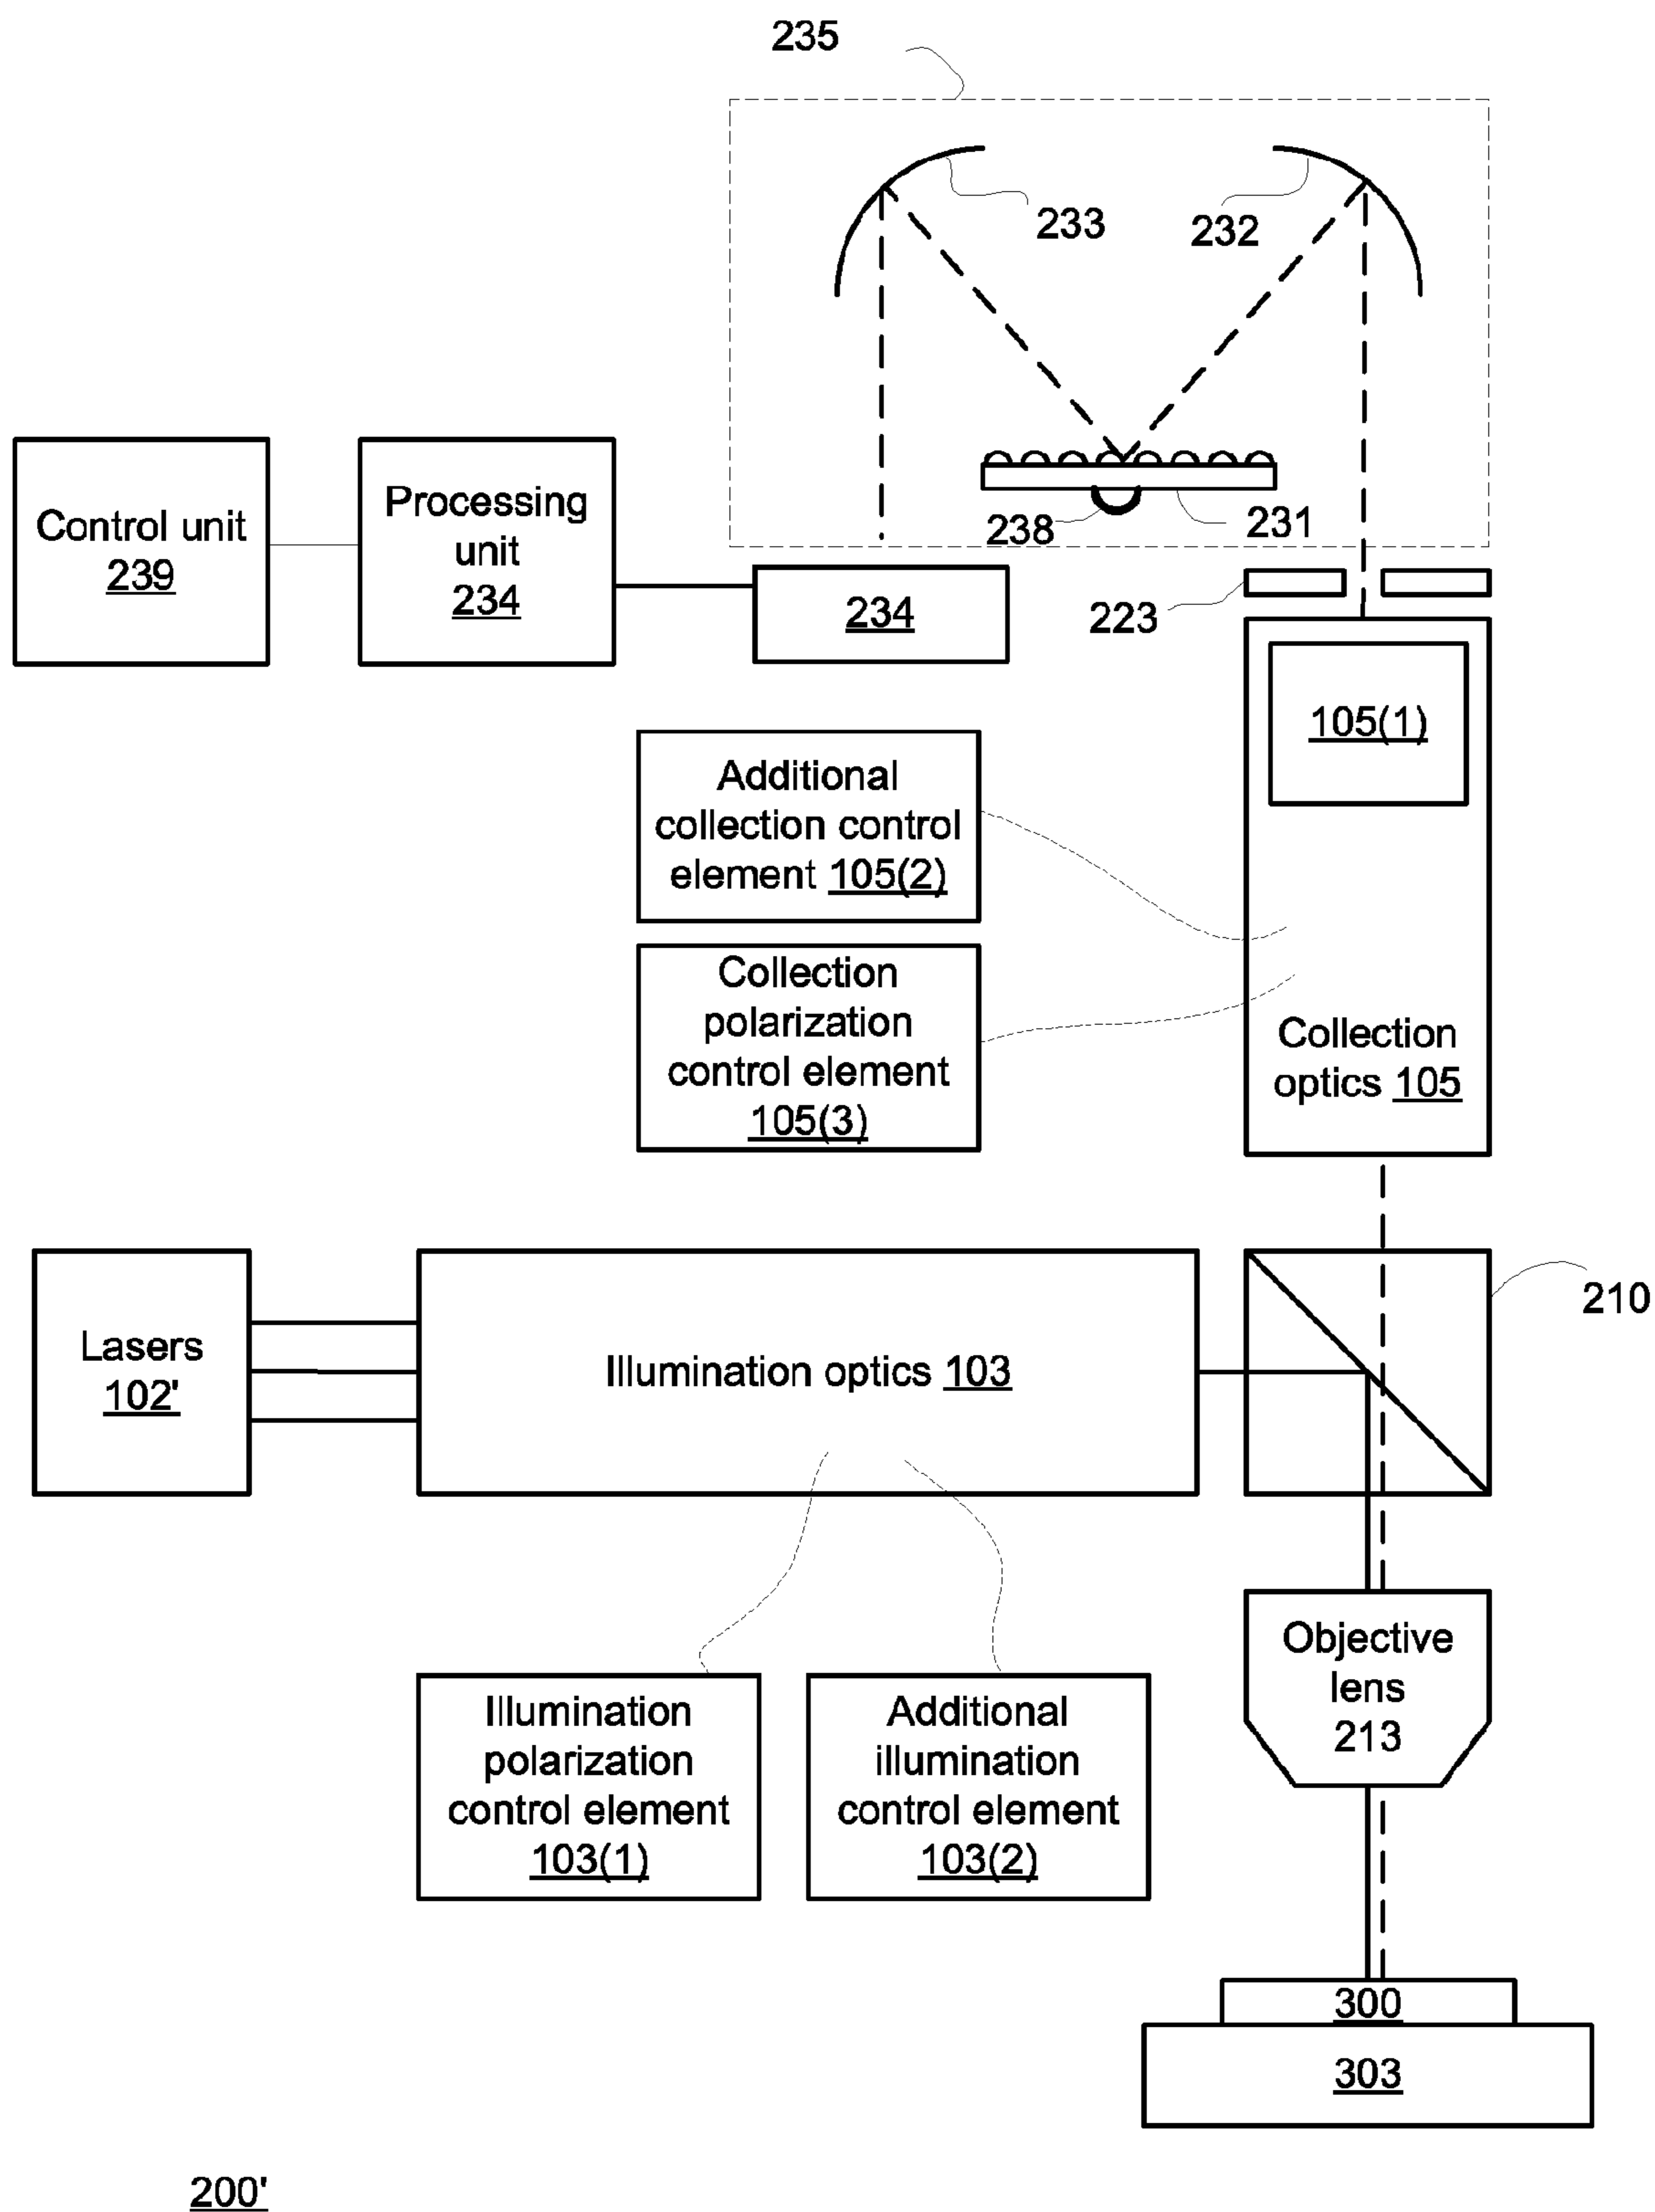 235
233
232
Control unit
239
Processing
unit
234
238
231
234
223
105(1)
Additional
collection control
element 105(2)
Collection
polarization
control element
105(3)
Collection
optics 105
Lasers
102'
Illumination optics 103
210
Objective
lens
213
Illumination
polarization
control element
103(1)
Additional
illumination
control element
103(2)
300
303
200'